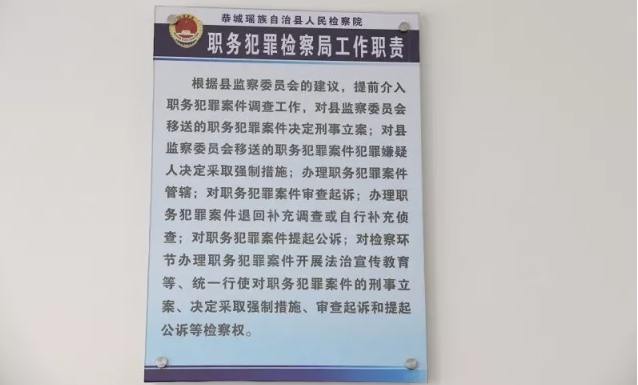 恭城瑶族自治县人民检察院
职务犯罪检察局工作职责
根据县监察委员会的建议，提前介入
职务犯罪案件调查工作，对县监察委员会
移送的职务犯罪案件决定刑事立案；对县
监察委员会移送的职务犯罪案件犯罪嫌疑
人决定采取强制措施；办理职务犯罪案件
管辖；对职务犯罪案件审查起诉；办理职
务犯罪案件退回补充调查或自行补充侦
查；对职务犯罪案件提起公诉；对检察环
节办理职务犯罪案件开展法治宣传教育
等、统一行使对职务犯罪案件的刑事立
案、决定采取强制措施、审查起诉和提起
公诉等检察权。